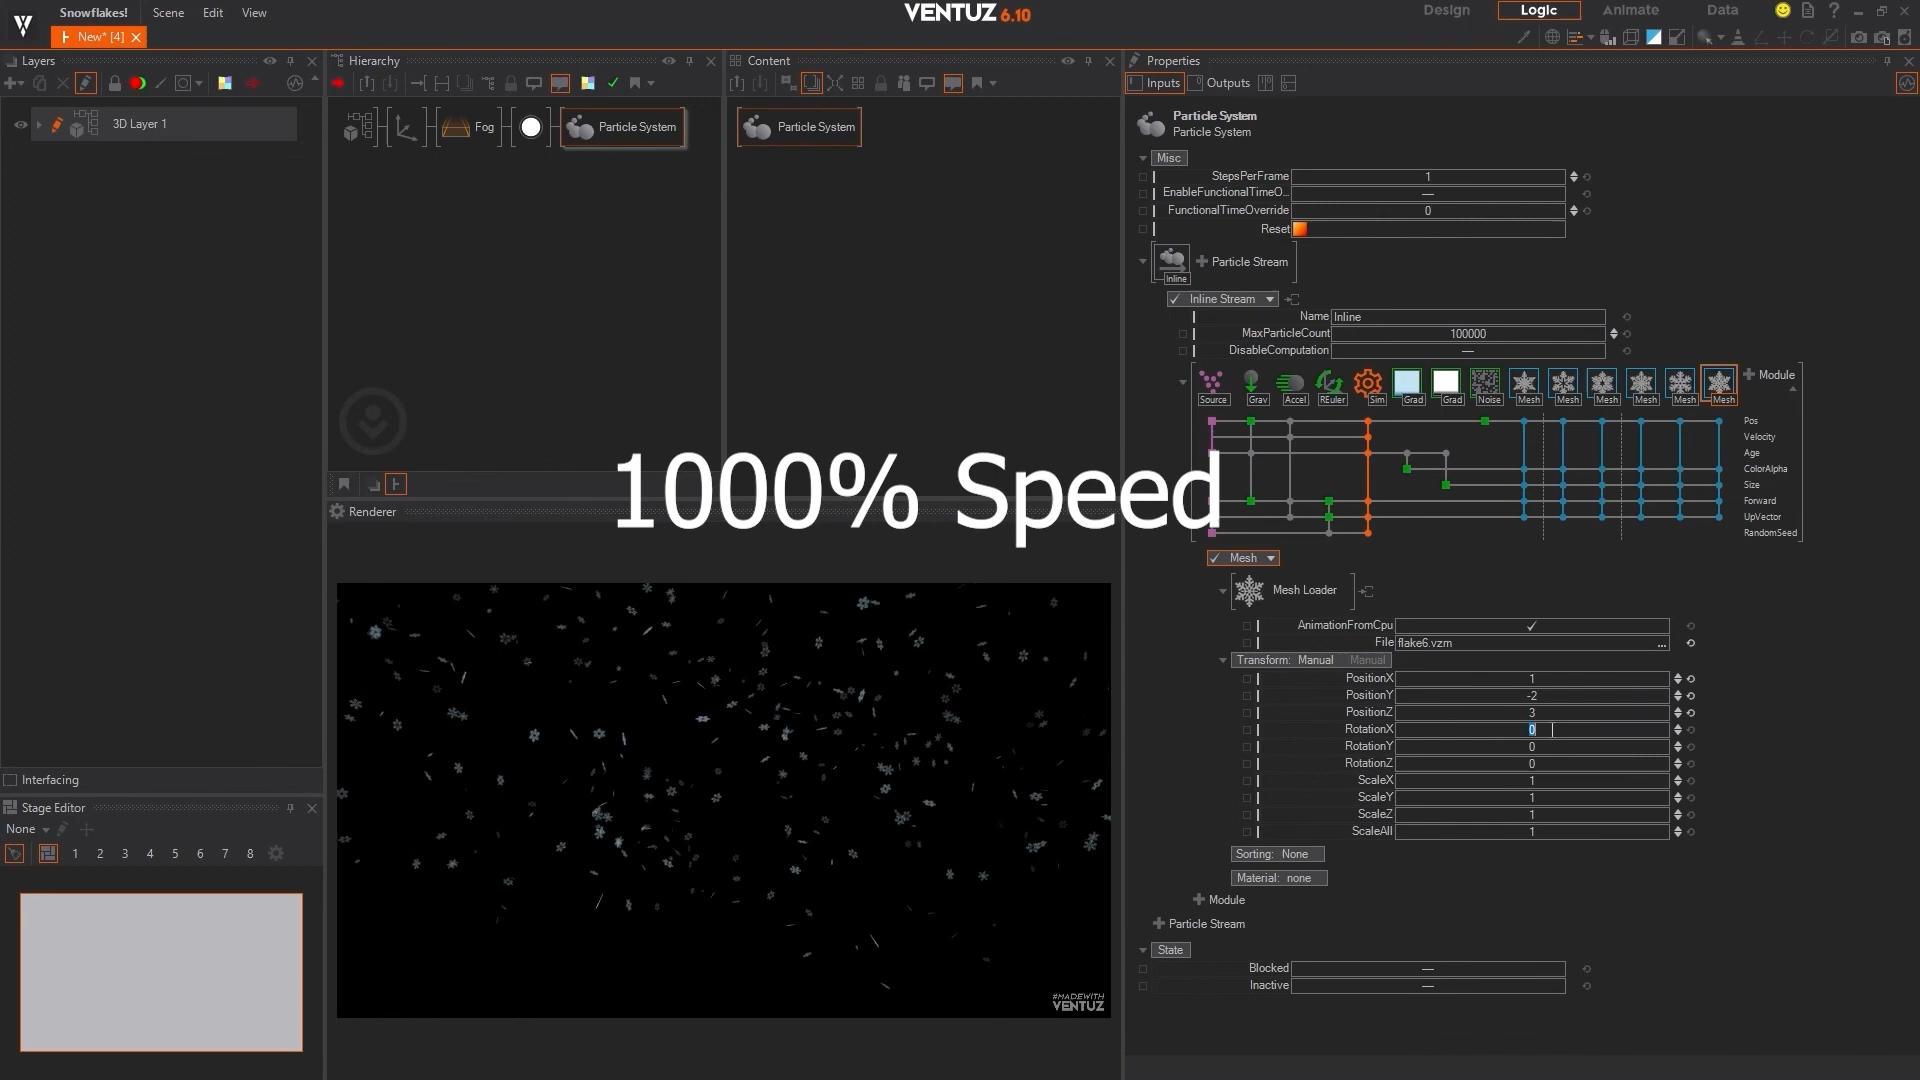 Snowflakes!
Scene
Edit
View
VENTUZ 6.10
Design
Logic
Animate
Data
New* [4]
Layers
Hierarchy
Content
Properties
Inputs
Outputs
3D Layer 1
Fog
Particle System
Particle System
Particle System
Particle System
Misc
StepsPerFrame
1
EnableFunctionalTimeO...
FunctionalTimeOverride
0
Reset
Inline
Particle Stream
Inline Stream
Name
Inline
MaxParticleCount
100000
DisableComputation
Source
Grav
Accel
REuler
Sim
Grad
Grad
Noise
Mesh
Mesh
Mesh
Mesh
Mesh
Mesh
Module
Pos
Velocity
Age
ColorAlpha
Size
Forward
UpVector
RandomSeed
1000% Speed
Renderer
Mesh
Mesh Loader
AnimationFromCpu
File
flake6.vzm
...
Transform: Manual
Manual
PositionX
1
PositionY
-2
PositionZ
3
RotationX
0
RotationY
0
RotationZ
0
ScaleX
1
ScaleY
1
ScaleZ
1
ScaleAll
1
Sorting: None
Material: none
Module
Particle Stream
State
Blocked
Inactive
Interfacing
Stage Editor
None
1 2 3 4 5 6 7 8
#MADEWITH
VENTUZ